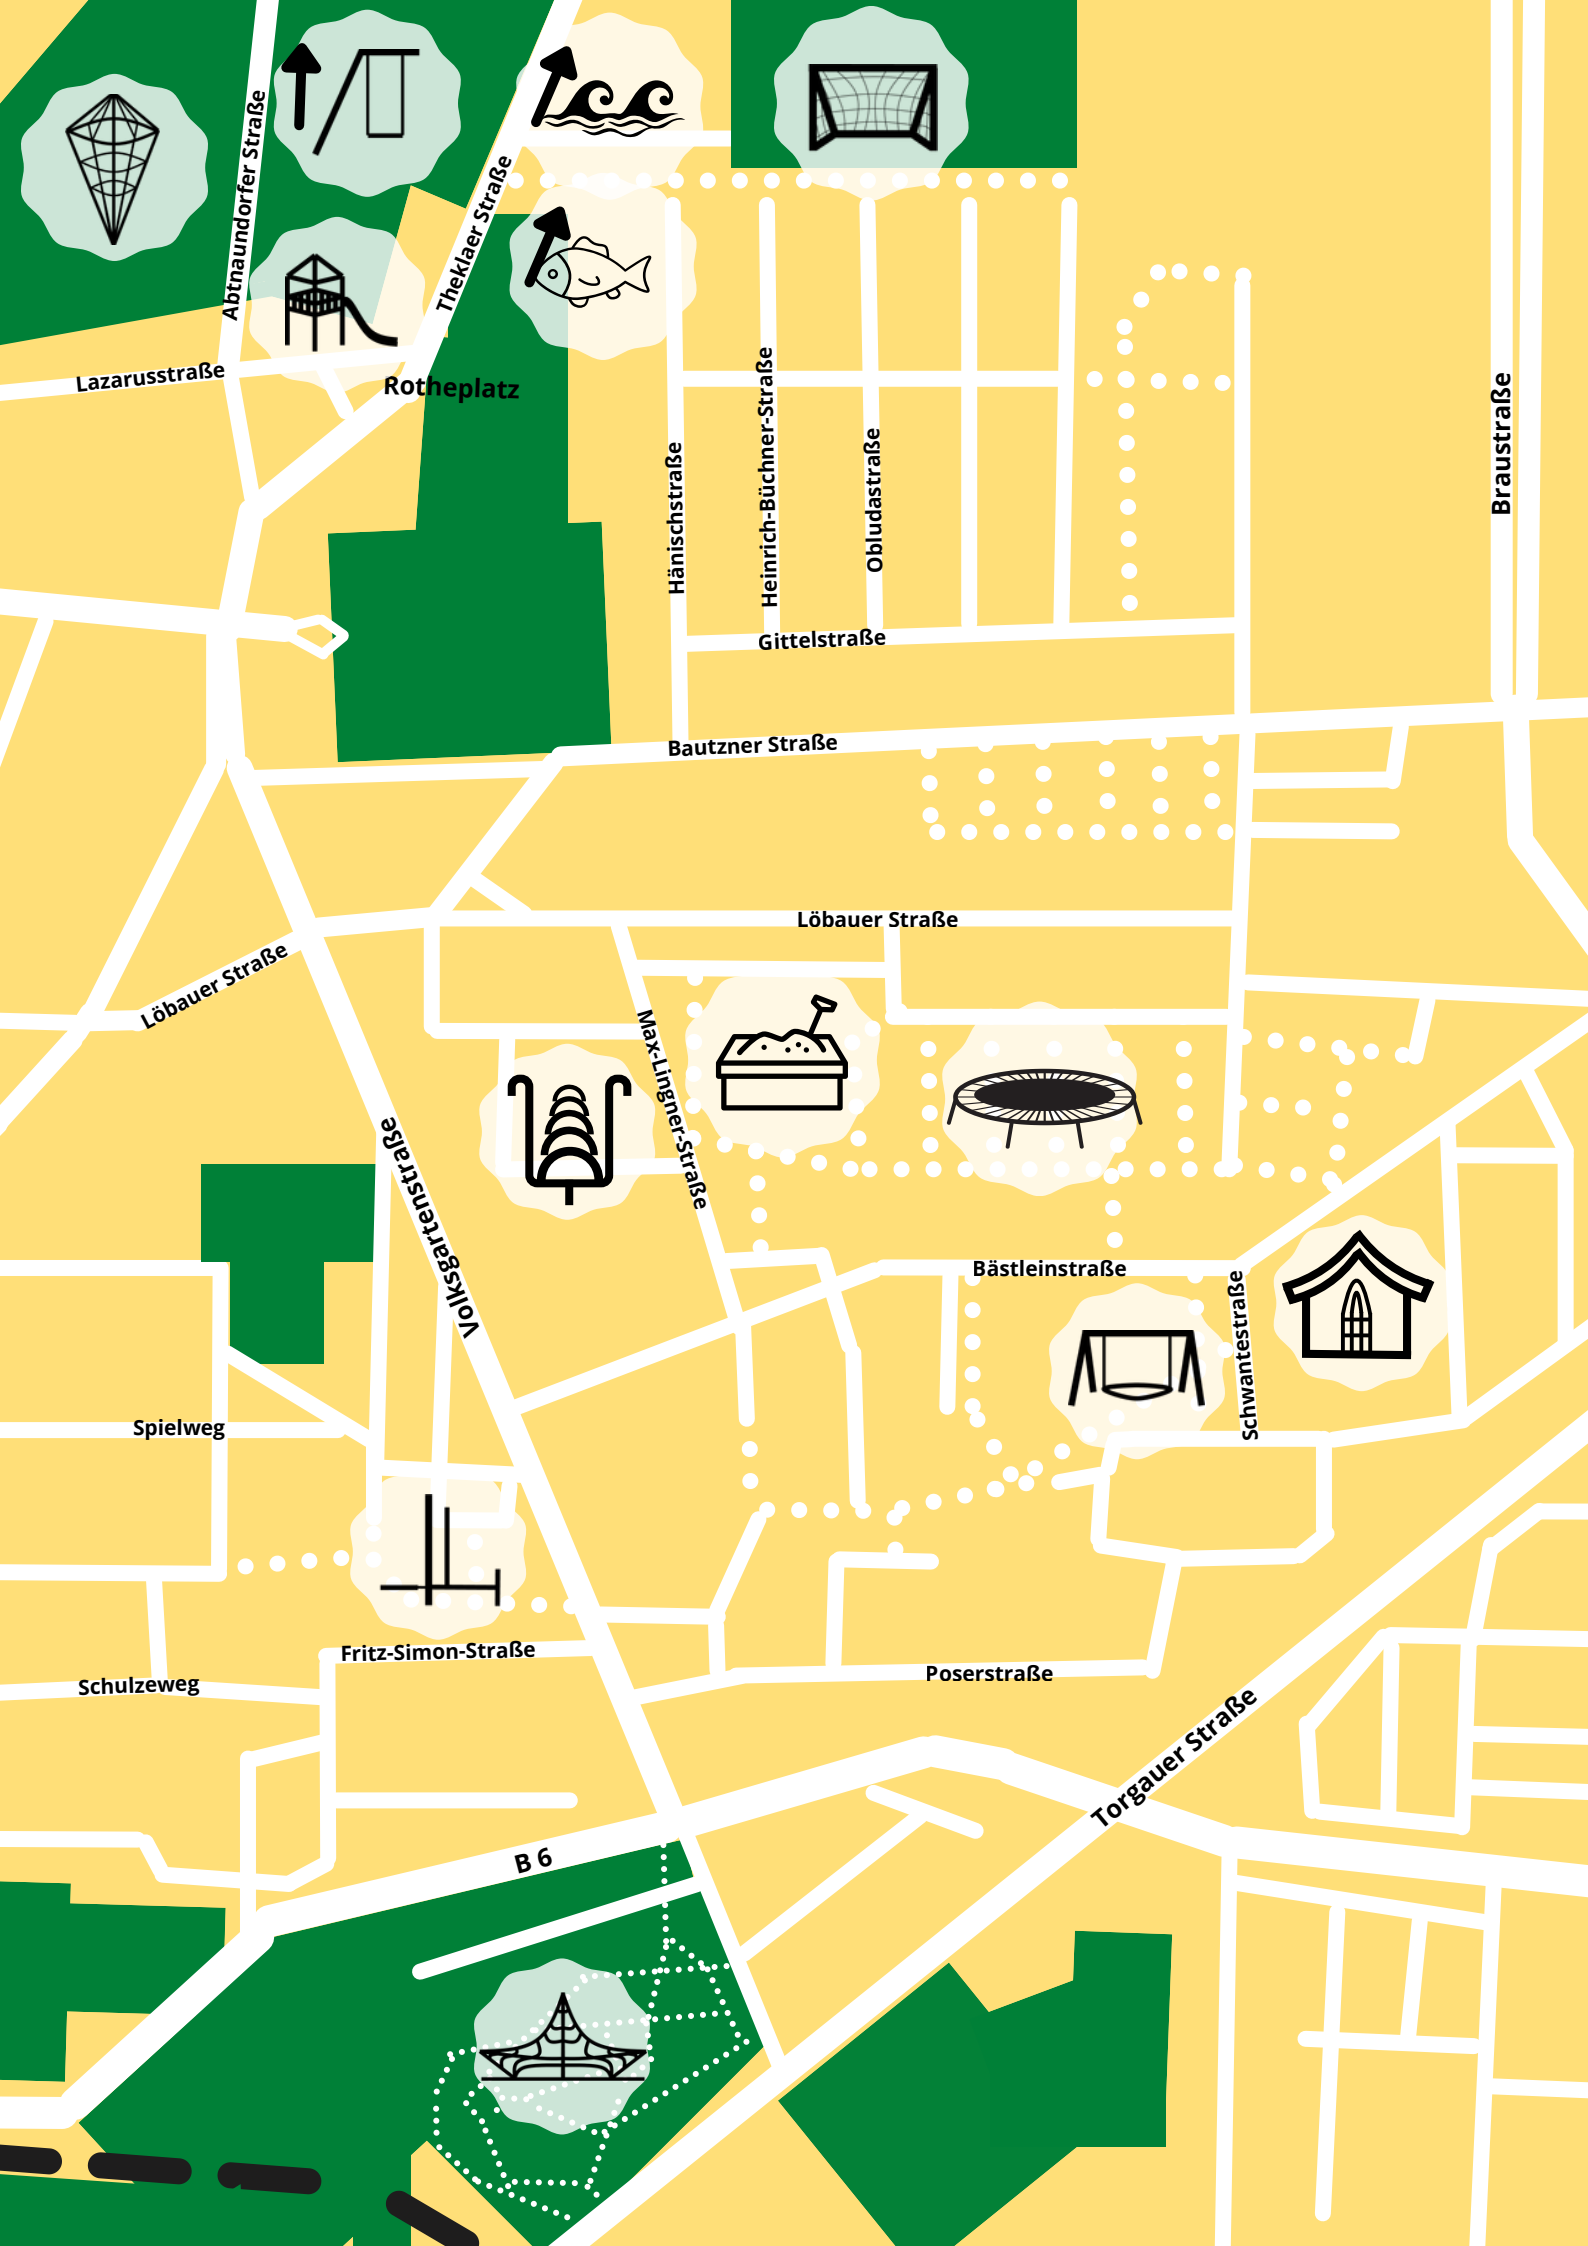 Abtnaundorfer Straße
Theklaer Straße
Lazarusstraße
Rotheplatz
Braustraße
Hänischstraße
Heinrich-Büchner-Straße
Obludastraße
Gittelstraße
Bautzner Straße
Löbauer Straße
Löbauer Straße
Max-Lingner-Straße
Volksgartenstraße
Bästleinstraße
Schwantestraße
Spielweg
Fritz-Simon-Straße
Schulzeweg
Poserstraße
Torgauer Straße
B 6